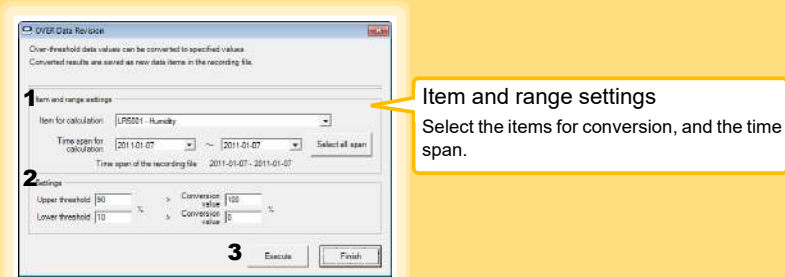 OVER Data Revision
Over-threshold data values can be converted to specified values.
Converted results are saved as new data items in the recording file.
1 Item and range settings
Item for calculation LR5001 - Humidity
Time span for calculation 2011-01-07 ~ 2011-01-07 Select all span
Time span of the recording file 2011-01-07 - 2011-01-07
2 Settings
Upper threshold 90 % > Conversion value 100 %
Lower threshold 10 > Conversion value 0
3 Execute Finish
Item and range settings
Select the items for conversion, and the time
span.